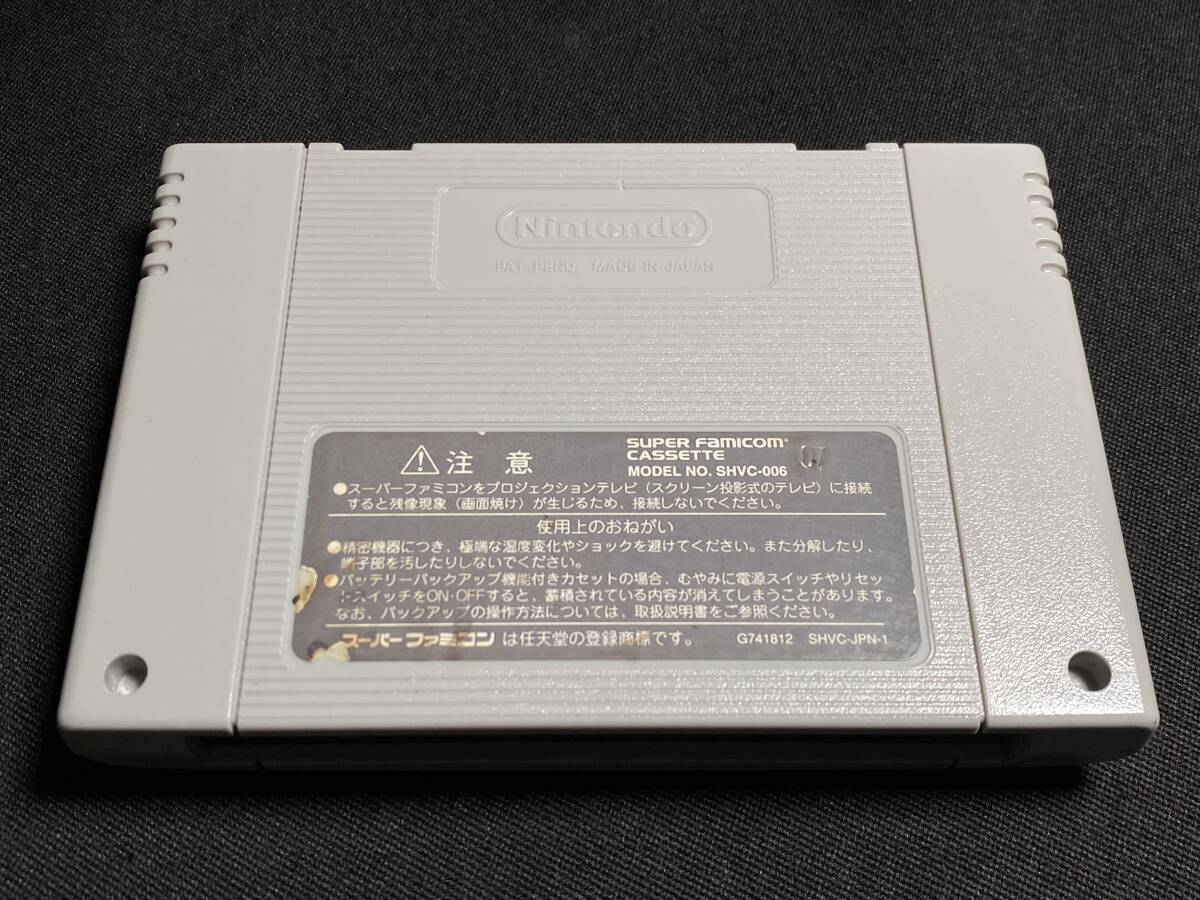 Nintendo®
PAT. PEND. MADE IN JAPAN
⚠注意
SUPER FAMICOM®
CASSETTE
MODEL NO. SHVC-006
07
●スーパーファミコンをプロジェクションテレビ(スクリーン投影式のテレビ)に接続
すると残像現象(画面焼け)が生じるため、接続しないでください。
使用上のおねがい
●精密機器につき、極端な温度変化やショックを避けてください。また分解したり、
端子部を汚したりしないでください。
●バッテリーバックアップ機能付きカセットの場合、むやみに電源スイッチやリセッ
トスイッチをON・OFFすると、蓄積されている内容が消えてしまうことがあります。
なお、バックアップの操作方法については、取扱説明書をご参照ください。
スーパーファミコンは任天堂の登録商標です。
G741812 SHVC-JPN-1